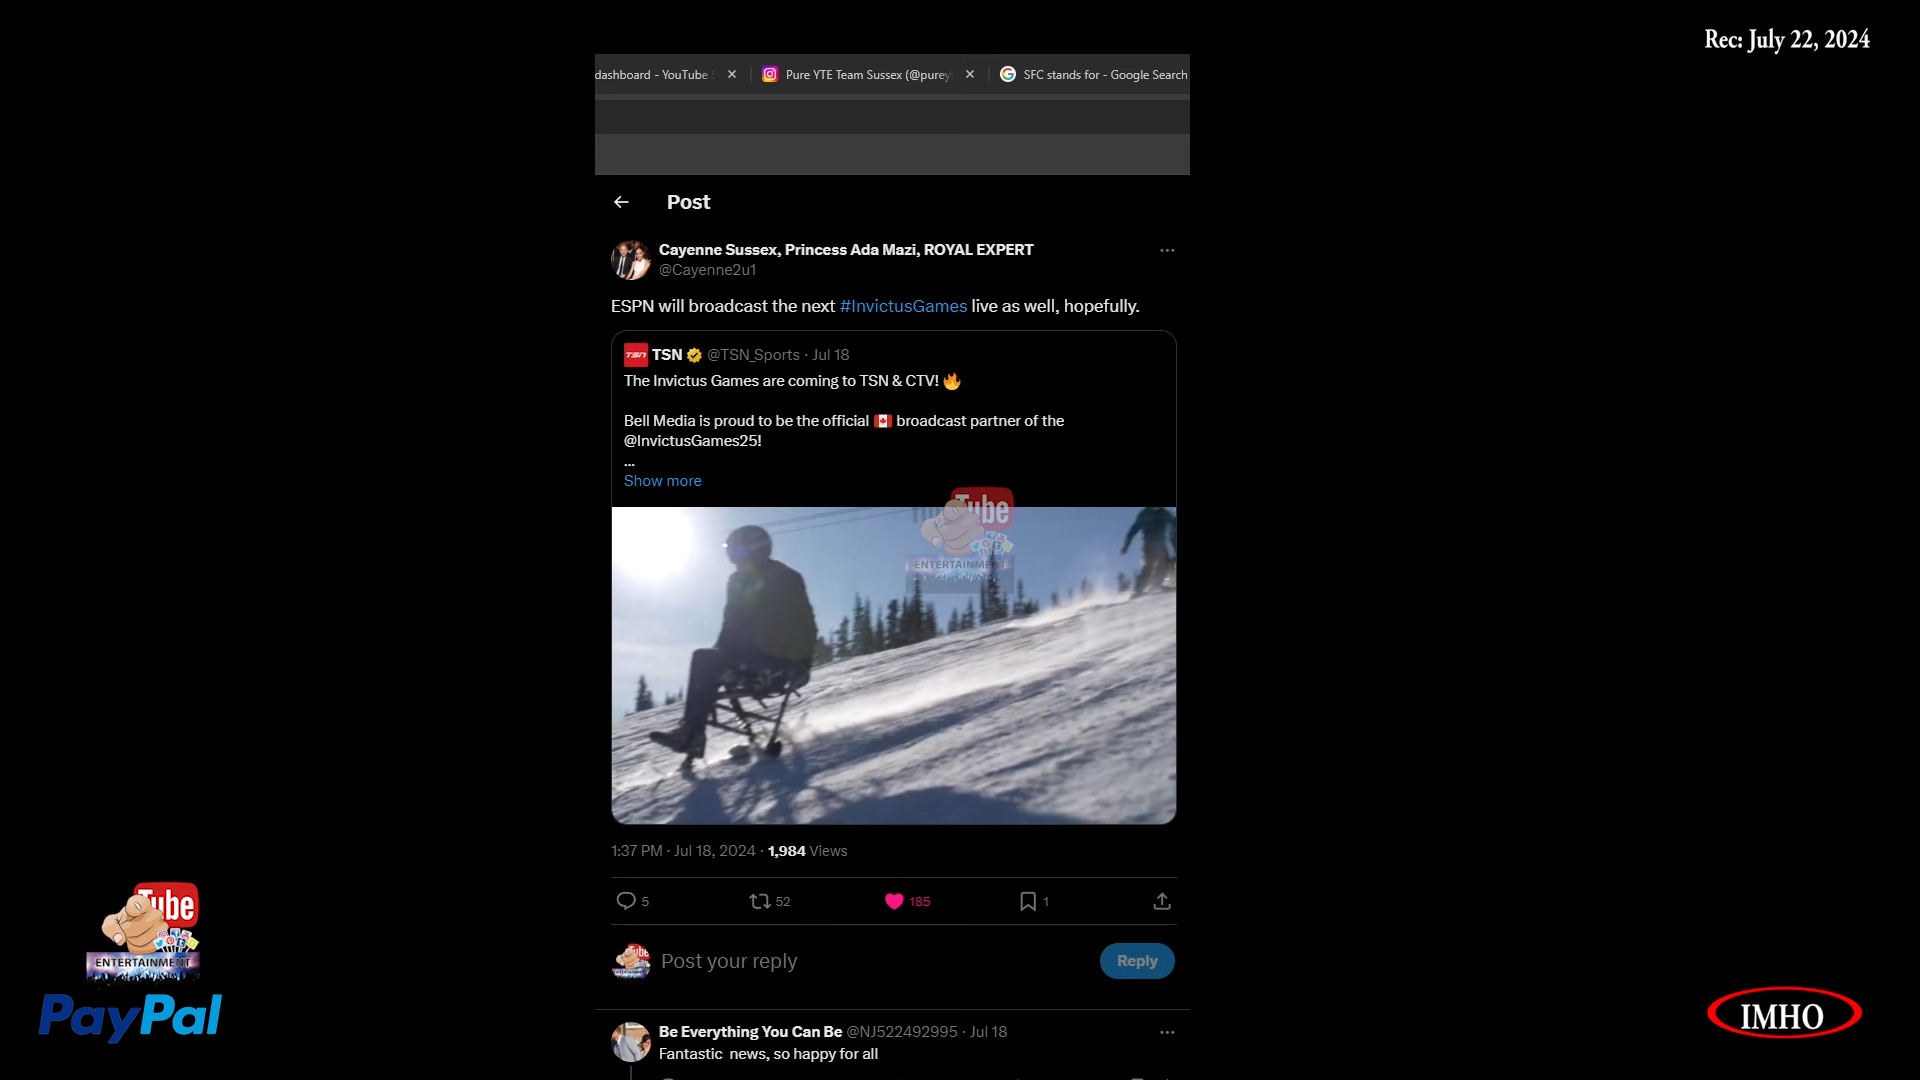 Rec: July 22, 2024
dashboard - YouTube
Pure YTE Team Sussex (@purey
SFC stands for - Google Search
Post
Cayenne Sussex, Princess Ada Mazi, ROYAL EXPERT
@Cayenne2u1
ESPN will broadcast the next #InvictusGames live as well, hopefully.
TSN @TSN_Sports · Jul 18
The Invictus Games are coming to TSN & CTV! 🔥
Bell Media is proud to be the official 🇨🇦 broadcast partner of the
@InvictusGames25!
...
Show more
Tube
ENTERTAINMENT
1:37 PM · Jul 18, 2024 · 1,984 Views
5
52
185
1
Post your reply
Reply
Be Everything You Can Be @NJ522492995 · Jul 18
Fantastic news, so happy for all
Tube
ENTERTAINMENT
PayPal
IMHO